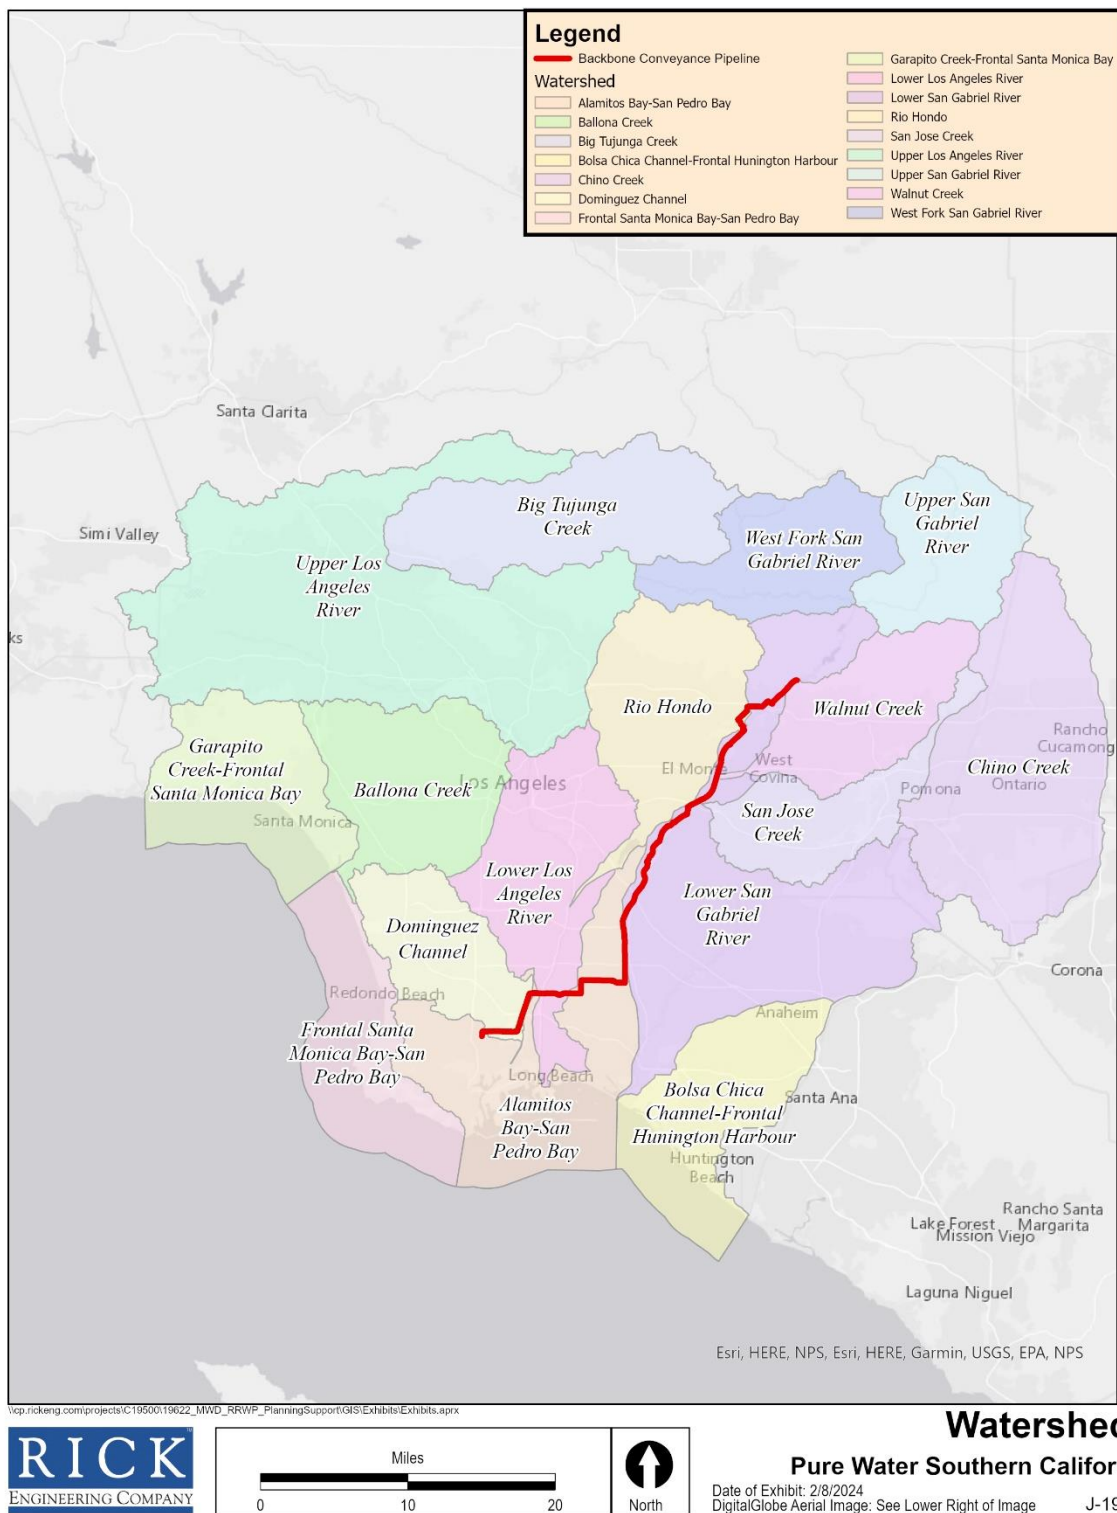 Legend
Backbone Conveyance Pipeline
Watershed
Alamitos Bay-San Pedro Bay
Ballona Creek
Big Tujunga Creek
Bolsa Chica Channel-Frontal Hunington Harbour
Chino Creek
Dominguez Channel
Frontal Santa Monica Bay-San Pedro Bay
Garapito Creek-Frontal Santa Monica Bay
Lower Los Angeles River
Lower San Gabriel River
Rio Hondo
San Jose Creek
Upper Los Angeles River
Upper San Gabriel River
Walnut Creek
West Fork San Gabriel River
Santa Clarita
Simi Valley
Big Tujunga
Creek
Upper San
Gabriel
River
West Fork San
Gabriel River
Upper Los
Angeles
River
ks
Rio Hondo
Walnut Creek
Garapito
Creek-Frontal
Santa Monica Bay
Rancho
Cucamong
Chino Creek
El Monte
West
Covina
Pomona
Ontario
Ballona Creek
Los Angeles
Santa Monica
San Jose
Creek
Lower Los
Angeles
River
Lower San
Gabriel
River
Dominguez
Channel
Corona
Redondo Beach
Anaheim
Frontal Santa
Monica Bay-San
Pedro Bay
Long Beach
Alamitos
Bay-San
Pedro Bay
Bolsa Chica
Channel-Frontal
Hunington Harbour
Santa Ana
Huntington
Beach
Rancho Santa
Margarita
Lake Forest
Mission Viejo
Laguna Niguel
Esri, HERE, NPS, Esri, HERE, Garmin, USGS, EPA, NPS
\\cp.rickeng.com\projects\C19500\19622_MWD_RRWP_PlanningSupport\GIS\Exhibits\Exhibits.aprx
RICK
ENGINEERING COMPANY
Miles
0 10 20
North
Watershed
Pure Water Southern Califor
Date of Exhibit: 2/8/2024
DigitalGlobe Aerial Image: See Lower Right of Image
J-19